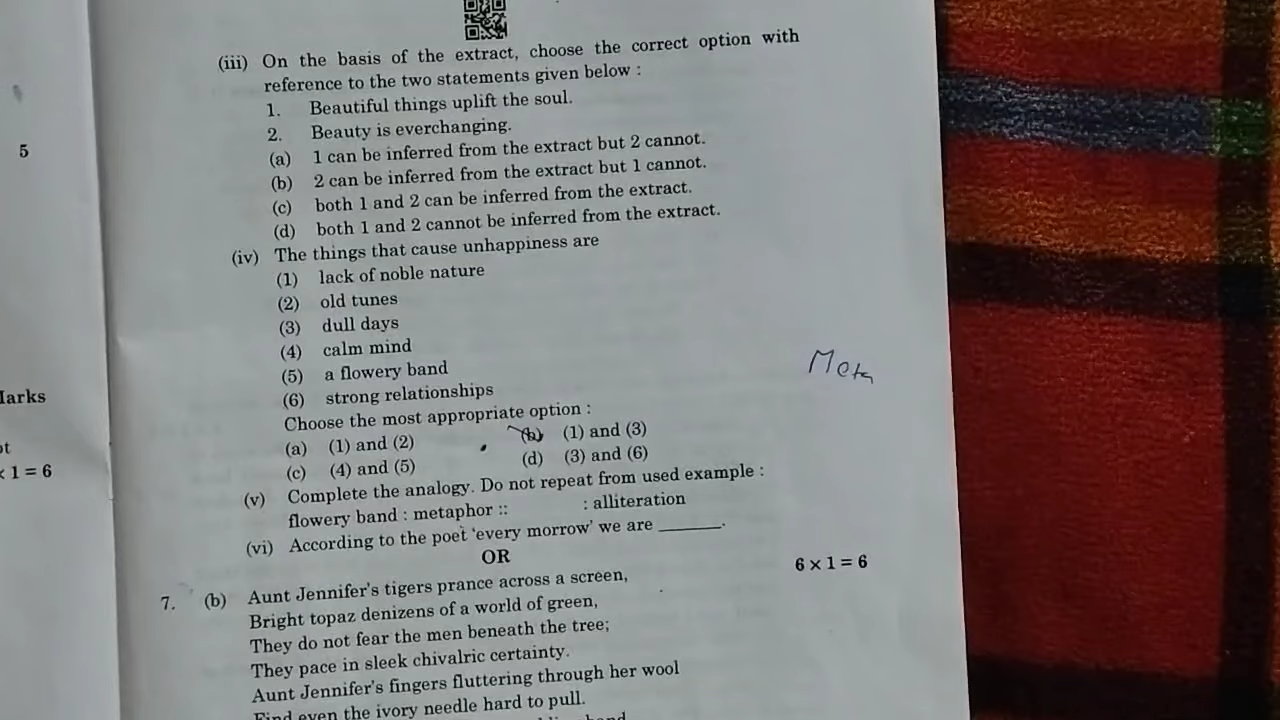 (iii) On the basis of the extract, choose the correct option with
reference to the two statements given below :
1. Beautiful things uplift the soul.
2. Beauty is everchanging.
(a) 1 can be inferred from the extract but 2 cannot.
(b) 2 can be inferred from the extract but 1 cannot.
(c) both 1 and 2 can be inferred from the extract.
(d) both 1 and 2 cannot be inferred from the extract.
5
(iv) The things that cause unhappiness are
(1) lack of noble nature
(2) old tunes
(3) dull days
(4) calm mind
(5) a flowery band
(6) strong relationships
Meta
Choose the most appropriate option :
(a) (1) and (2) (b) (1) and (3)
(c) (4) and (5) (d) (3) and (6)
1 = 6
(v) Complete the analogy. Do not repeat from used example :
flowery band : metaphor :: : alliteration
(vi) According to the poet 'every morrow' we are ______.
OR
6 x 1 = 6
7. (b) Aunt Jennifer's tigers prance across a screen,
Bright topaz denizens of a world of green,
They do not fear the men beneath the tree;
They pace in sleek chivalric certainty.
Aunt Jennifer's fingers fluttering through her wool
Find even the ivory needle hard to pull.